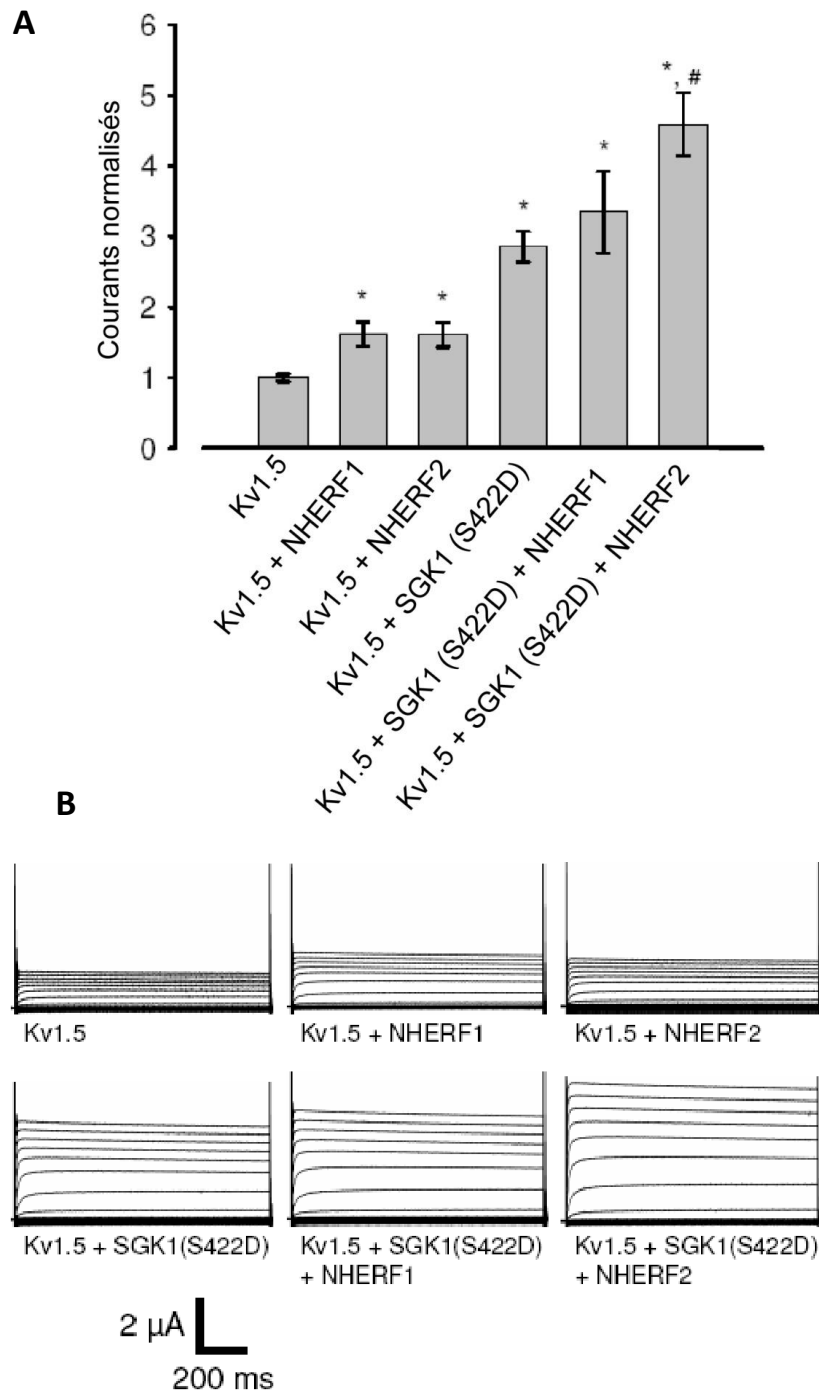 A
Courants normalisés
6
5
4
3
2
1
0
*
*
*
*
*, #
Kv1.5
Kv1.5 + NHERF1
Kv1.5 + NHERF2
Kv1.5 + SGK1 (S422D)
Kv1.5 + SGK1 (S422D) + NHERF1
Kv1.5 + SGK1 (S422D) + NHERF2
B
Kv1.5
Kv1.5 + NHERF1
Kv1.5 + NHERF2
Kv1.5 + SGK1(S422D)
Kv1.5 + SGK1(S422D)
+ NHERF1
Kv1.5 + SGK1(S422D)
+ NHERF2
2 µA
200 ms